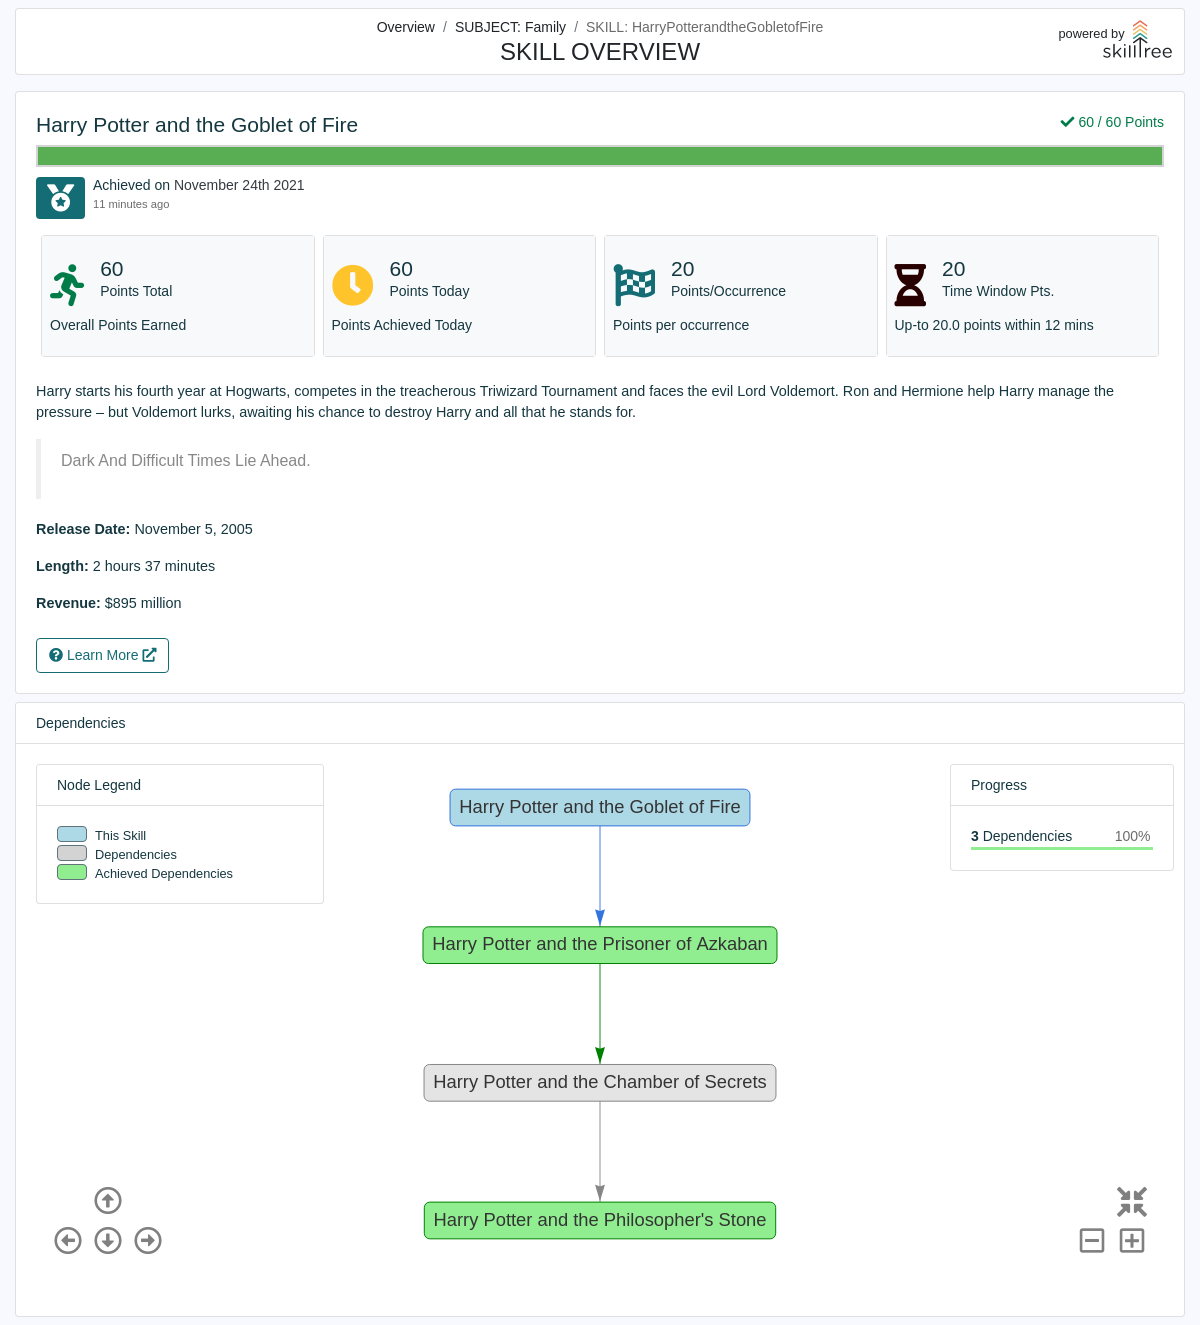 Overview / SUBJECT: Family / SKILL: HarryPotterandtheGobletofFire
SKILL OVERVIEW
powered by
skilltree
Harry Potter and the Goblet of Fire
60 / 60 Points
Achieved on November 24th 2021
11 minutes ago
60
Points Total
Overall Points Earned
60
Points Today
Points Achieved Today
20
Points/Occurrence
Points per occurrence
20
Time Window Pts.
Up-to 20.0 points within 12 mins
Harry starts his fourth year at Hogwarts, competes in the treacherous Triwizard Tournament and faces the evil Lord Voldemort. Ron and Hermione help Harry manage the
pressure – but Voldemort lurks, awaiting his chance to destroy Harry and all that he stands for.
Dark And Difficult Times Lie Ahead.
Release Date: November 5, 2005
Length: 2 hours 37 minutes
Revenue: $895 million
Learn More
Dependencies
Node Legend
This Skill
Dependencies
Achieved Dependencies
Harry Potter and the Goblet of Fire
Harry Potter and the Prisoner of Azkaban
Harry Potter and the Chamber of Secrets
Harry Potter and the Philosopher's Stone
Progress
3 Dependencies 100%